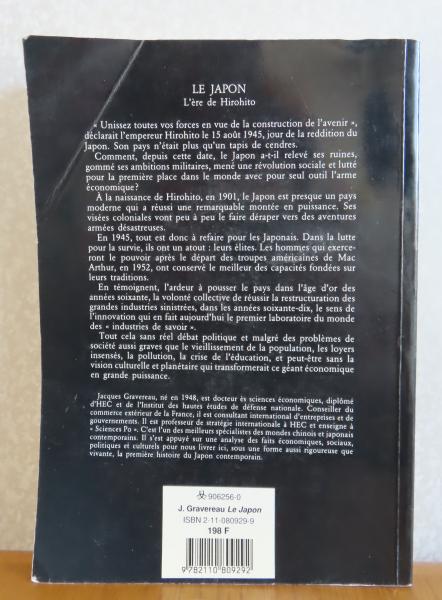 LE JAPON
L'ère de Hirohito
« Unissez toutes vos forces en vue de la construction de l'avenir »,
déclarait l'empereur Hirohito le 15 août 1945, jour de la reddition du
Japon. Son pays n'était plus qu'un tapis de cendres.
Comment, depuis cette date, le Japon a-t-il relevé ses ruines,
gommé ses ambitions militaires, mené une révolution sociale et lutté
pour la première place dans le monde avec pour seul outil l'arme
économique?
À la naissance de Hirohito, en 1901, le Japon est presque un pays
moderne qui a réussi une remarquable montée en puissance. Ses
visées coloniales vont peu à peu le faire déraper vers des aventures
armées désastreuses.
En 1945, tout est donc à refaire pour les Japonais. Dans la lutte
pour la survie, ils ont un atout : leurs élites. Les hommes qui exerce-
ront le pouvoir après le départ des troupes américaines de Mac
Arthur, en 1952, ont conservé le meilleur des capacités fondées sur
leurs traditions.
En témoignent, l'ardeur à pousser le pays dans l'âge d'or des
années soixante, la volonté collective de réussir la restructuration des
grandes industries sinistrées, dans les années soixante-dix, le sens de
l'innovation qui en fait aujourd'hui le premier laboratoire du monde
des « industries de savoir ».
Tout cela sans réel débat politique et malgré des problèmes de
société aussi graves que le vieillissement de la population, les loyers
insensés, la pollution, la crise de l'éducation, et peut-être sans la
vision culturelle et planétaire qui transformerait ce géant économique
en grande puissance.
Jacques Gravereau, né en 1948, est docteur ès sciences économiques, diplômé
d'HEC et de l'Institut des hautes études de défense nationale. Conseiller du
commerce extérieur de la France, il est consultant international d'entreprises et de
gouvernements. Il est professeur de stratégie internationale à HEC et enseigne à
« Sciences Po ». C'est l'un des meilleurs spécialistes des mondes chinois et japonais
contemporains. Il s'est appuyé sur une analyse des faits économiques, sociaux,
politiques et culturels pour nous livrer ici, sous une forme aussi rigoureuse que
vivante, la première histoire du Japon contemporain.
906256-0
J. Gravereau Le Japon
ISBN 2-11-080929-9
198 F
9 782110 809292